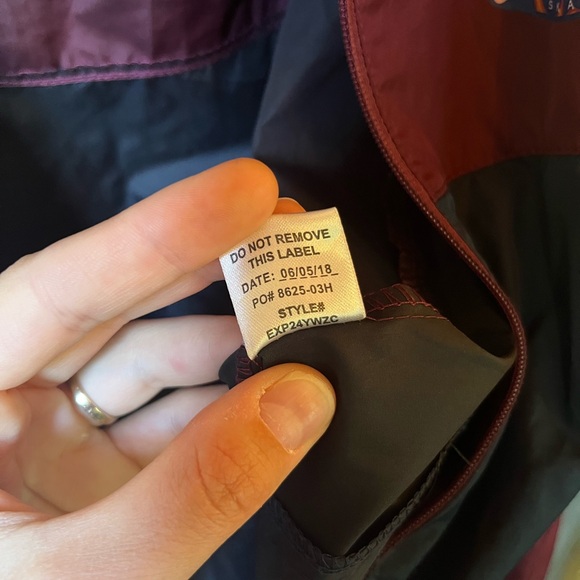 DO NOT REMOVE
THIS LABEL
DATE: 06/05/18
PO# 8625-03H
STYLE#
EXP24YWZC